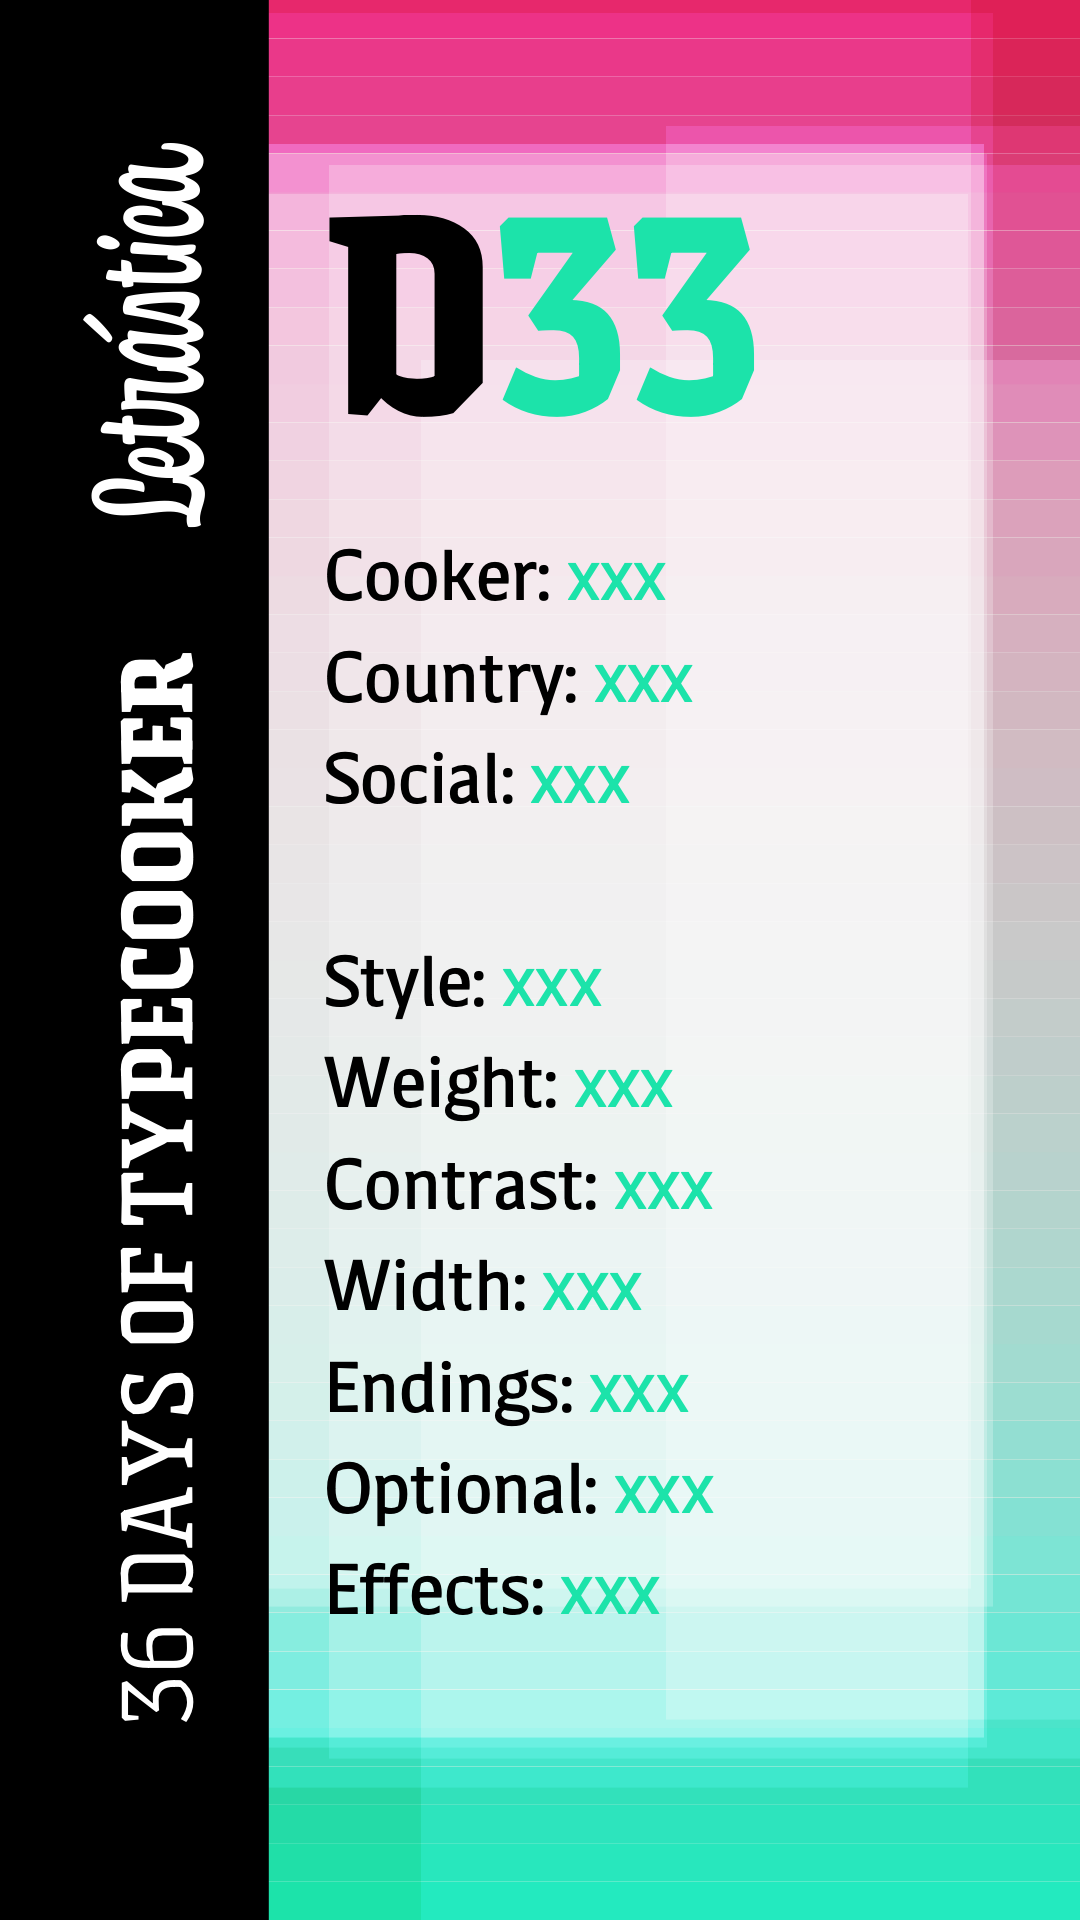 Letrástica
36 DAYS OF TYPECOOKER
D33
Cooker: xxx
Country: xxx
Social: xxx
Style: xxx
Weight: xxx
Contrast: xxx
Width: xxx
Endings: xxx
Optional: xxx
Effects: xxx